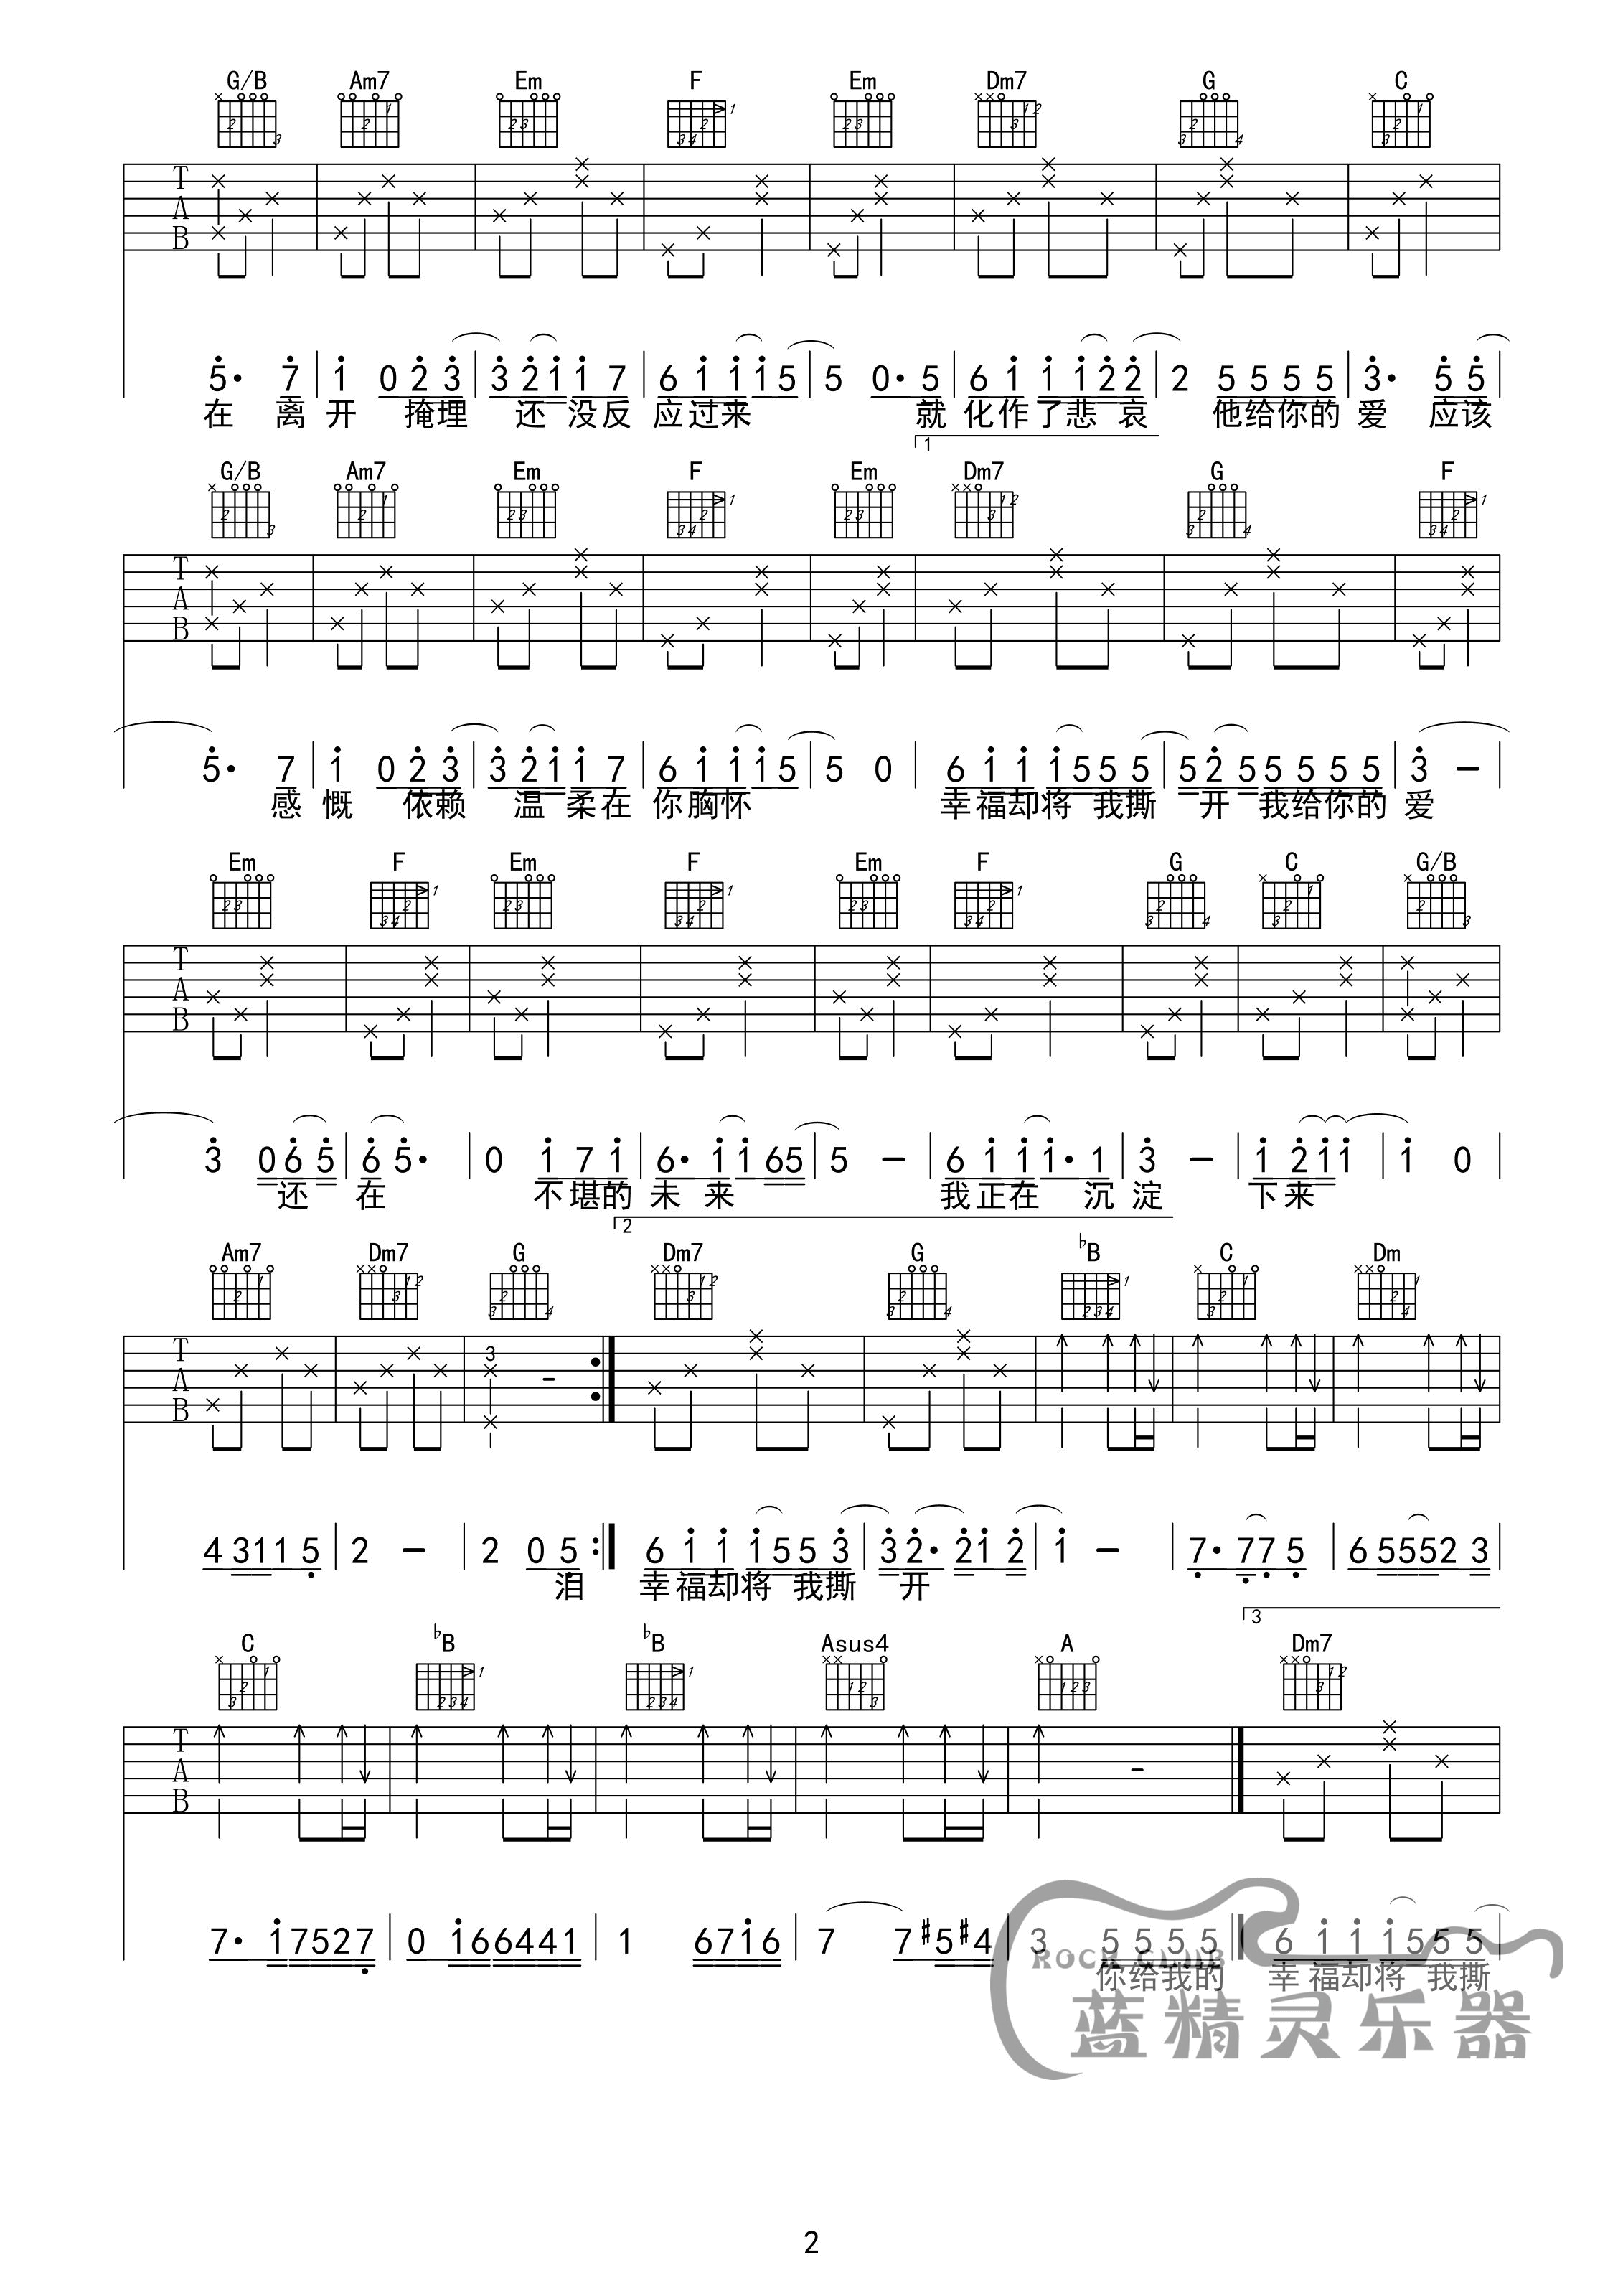 G/B Am7 Em F Em Dm7 G C
T A B
5· 7 1 0 2 3 3 2 1 1 7 6 1 1 1 5 5 0· 5 6 1 1 1 2 2 2 5 5 5 5 3· 5 5
在 离 开 掩埋 还 没反 应过来 就 化作了悲 哀 他给你的 爱 应该
1
G/B Am7 Em F Em Dm7 G F
T A B
5· 7 1 0 2 3 3 2 1 1 7 6 1 1 1 5 5 0 6 1 1 1 5 5 5 5 2 5 5 5 5 5 3 –
感 慨 依赖 温 柔在 你胸怀 幸福却将 我撕 开 我给你的 爱
Em F Em F Em F G C G/B
T A B
3 0 6 5 6 5· 0 1 7 1 6· 1 1 6 5 5 – 6 1 1 1· 1 3 – 1 2 1 1 1 0
还 在 不堪的 未 来 我正在 沉 淀 下来
2
Am7 Dm7 G Dm7 G ♭B C Dm
T A B
3
4 3 1 1 5 2 – 2 0 5 6 1 1 1 5 5 3 3 2· 2 1 2 1 – 7· 7 7 5 6 5 5 5 2 3
泪 幸福却将 我撕 开
3
C ♭B ♭B Asus4 A Dm7
T A B
7· 1 7 5 2 7 0 1 6 6 4 4 1 1 6 7 1 6 7 7 #5 #4 3 5 5 5 5 6 1 1 1 5 5 5
你给我的 幸 福却将 我撕
ROCK CLUB
蓝精灵乐器
2